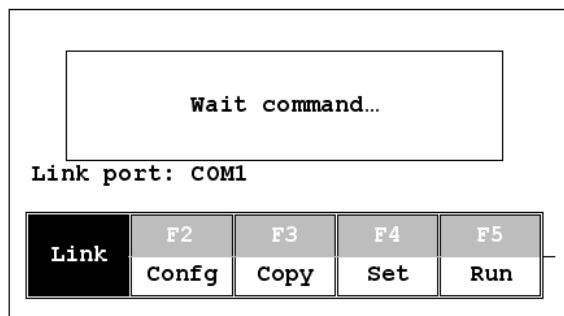 Wait command…
Link port: COM1
Link F2 F3 F4 F5
Confg Copy Set Run